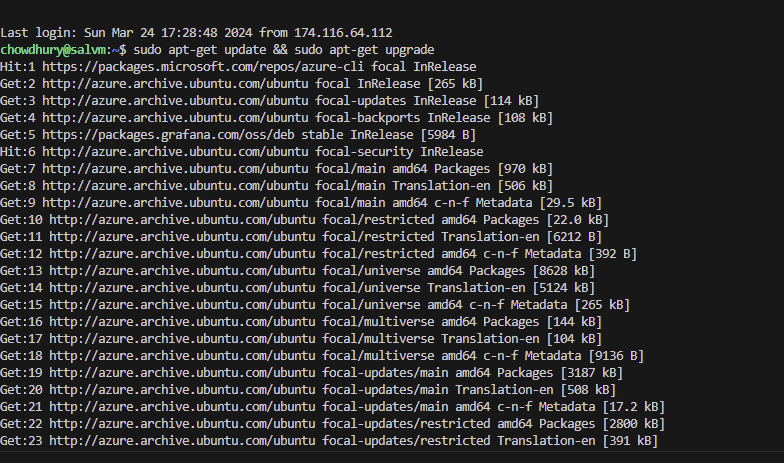 Last login: Sun Mar 24 17:28:48 2024 from 174.116.64.112
chowdhury@salvm:~$ sudo apt-get update && sudo apt-get upgrade
Hit:1 https://packages.microsoft.com/repos/azure-cli focal InRelease
Get:2 http://azure.archive.ubuntu.com/ubuntu focal InRelease [265 kB]
Get:3 http://azure.archive.ubuntu.com/ubuntu focal-updates InRelease [114 kB]
Get:4 http://azure.archive.ubuntu.com/ubuntu focal-backports InRelease [108 kB]
Get:5 https://packages.grafana.com/oss/deb stable InRelease [5984 B]
Hit:6 http://azure.archive.ubuntu.com/ubuntu focal-security InRelease
Get:7 http://azure.archive.ubuntu.com/ubuntu focal/main amd64 Packages [970 kB]
Get:8 http://azure.archive.ubuntu.com/ubuntu focal/main Translation-en [506 kB]
Get:9 http://azure.archive.ubuntu.com/ubuntu focal/main amd64 c-n-f Metadata [29.5 kB]
Get:10 http://azure.archive.ubuntu.com/ubuntu focal/restricted amd64 Packages [22.0 kB]
Get:11 http://azure.archive.ubuntu.com/ubuntu focal/restricted Translation-en [6212 B]
Get:12 http://azure.archive.ubuntu.com/ubuntu focal/restricted amd64 c-n-f Metadata [392 B]
Get:13 http://azure.archive.ubuntu.com/ubuntu focal/universe amd64 Packages [8628 kB]
Get:14 http://azure.archive.ubuntu.com/ubuntu focal/universe Translation-en [5124 kB]
Get:15 http://azure.archive.ubuntu.com/ubuntu focal/universe amd64 c-n-f Metadata [265 kB]
Get:16 http://azure.archive.ubuntu.com/ubuntu focal/multiverse amd64 Packages [144 kB]
Get:17 http://azure.archive.ubuntu.com/ubuntu focal/multiverse Translation-en [104 kB]
Get:18 http://azure.archive.ubuntu.com/ubuntu focal/multiverse amd64 c-n-f Metadata [9136 B]
Get:19 http://azure.archive.ubuntu.com/ubuntu focal-updates/main amd64 Packages [3187 kB]
Get:20 http://azure.archive.ubuntu.com/ubuntu focal-updates/main Translation-en [508 kB]
Get:21 http://azure.archive.ubuntu.com/ubuntu focal-updates/main amd64 c-n-f Metadata [17.2 kB]
Get:22 http://azure.archive.ubuntu.com/ubuntu focal-updates/restricted amd64 Packages [2800 kB]
Get:23 http://azure.archive.ubuntu.com/ubuntu focal-updates/restricted Translation-en [391 kB]